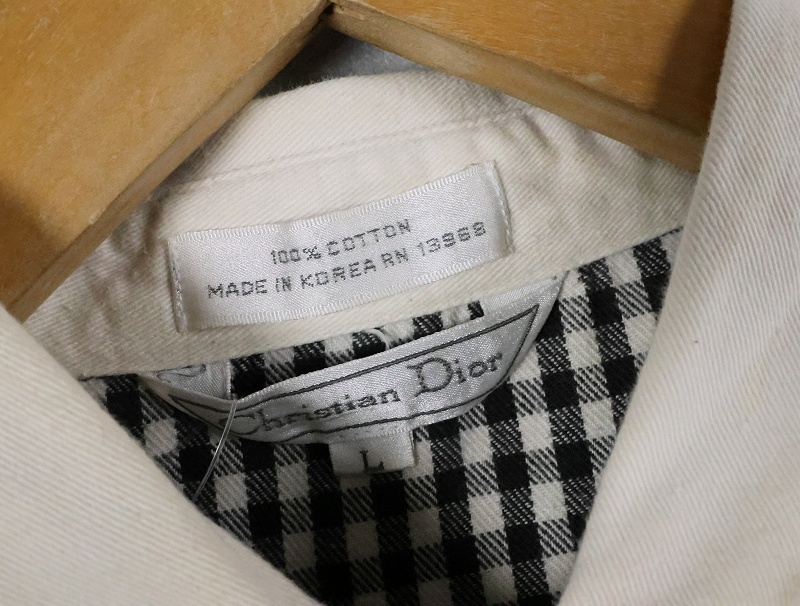 100% COTTON
MADE IN KOREA RN 13968
Christian Dior
L